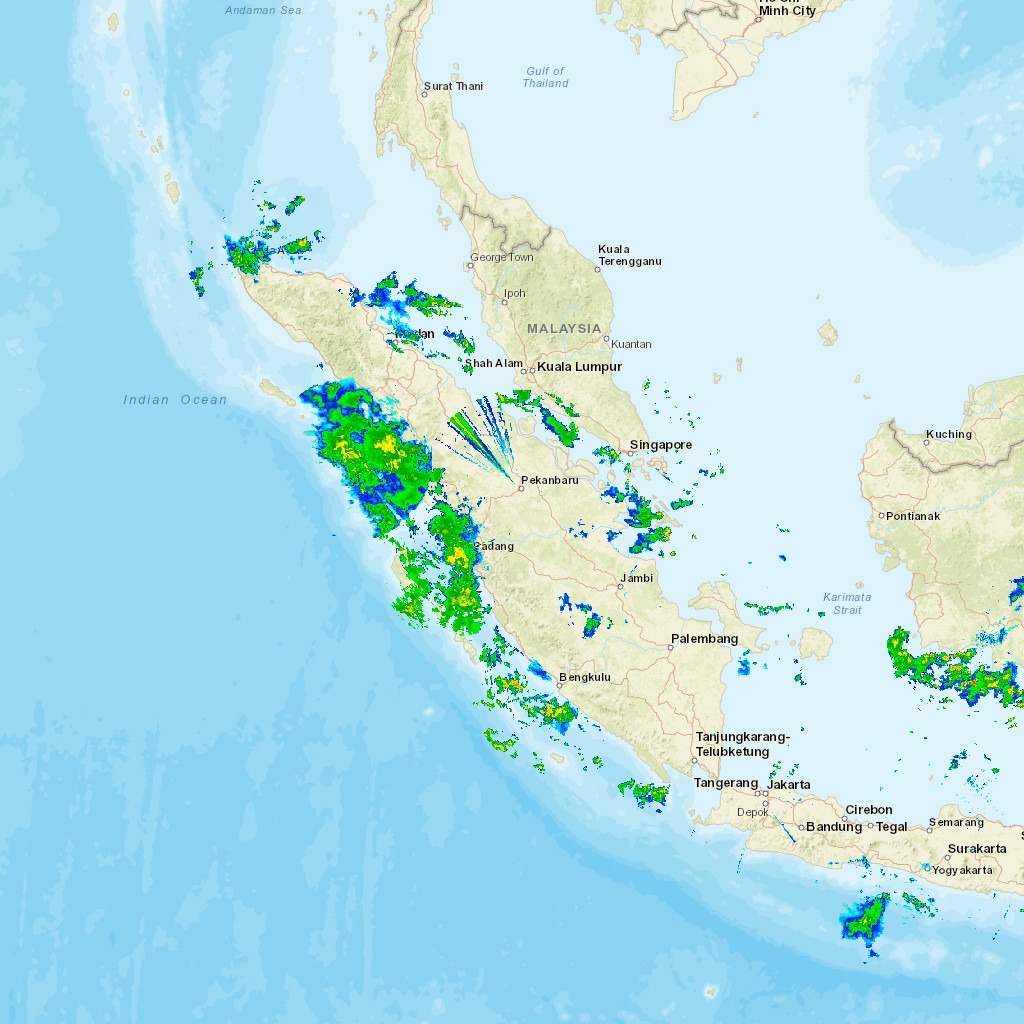 Andaman Sea
Minh City
Gulf of
Thailand
Surat Thani
Kuala
Terengganu
George Town
Ipoh
MALAYSIA
Kuantan
Shah Alam
Kuala Lumpur
Indian Ocean
Singapore
Kuching
Pekanbaru
Pontianak
Padang
Jambi
Karimata
Strait
Palembang
Bengkulu
Tanjungkarang-
Telubketung
Tangerang
Jakarta
Depok
Cirebon
Bandung
Tegal
Semarang
Surakarta
Yogyakarta